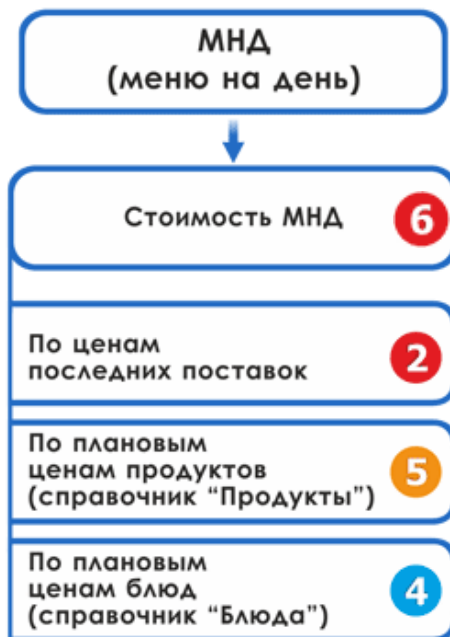 МНД
(меню на день)
Стоимость МНД
6
По ценам
последних поставок
2
По плановым
ценам продуктов
(справочник “Продукты”)
5
По плановым
ценам блюд
(справочник “Блюда”)
4